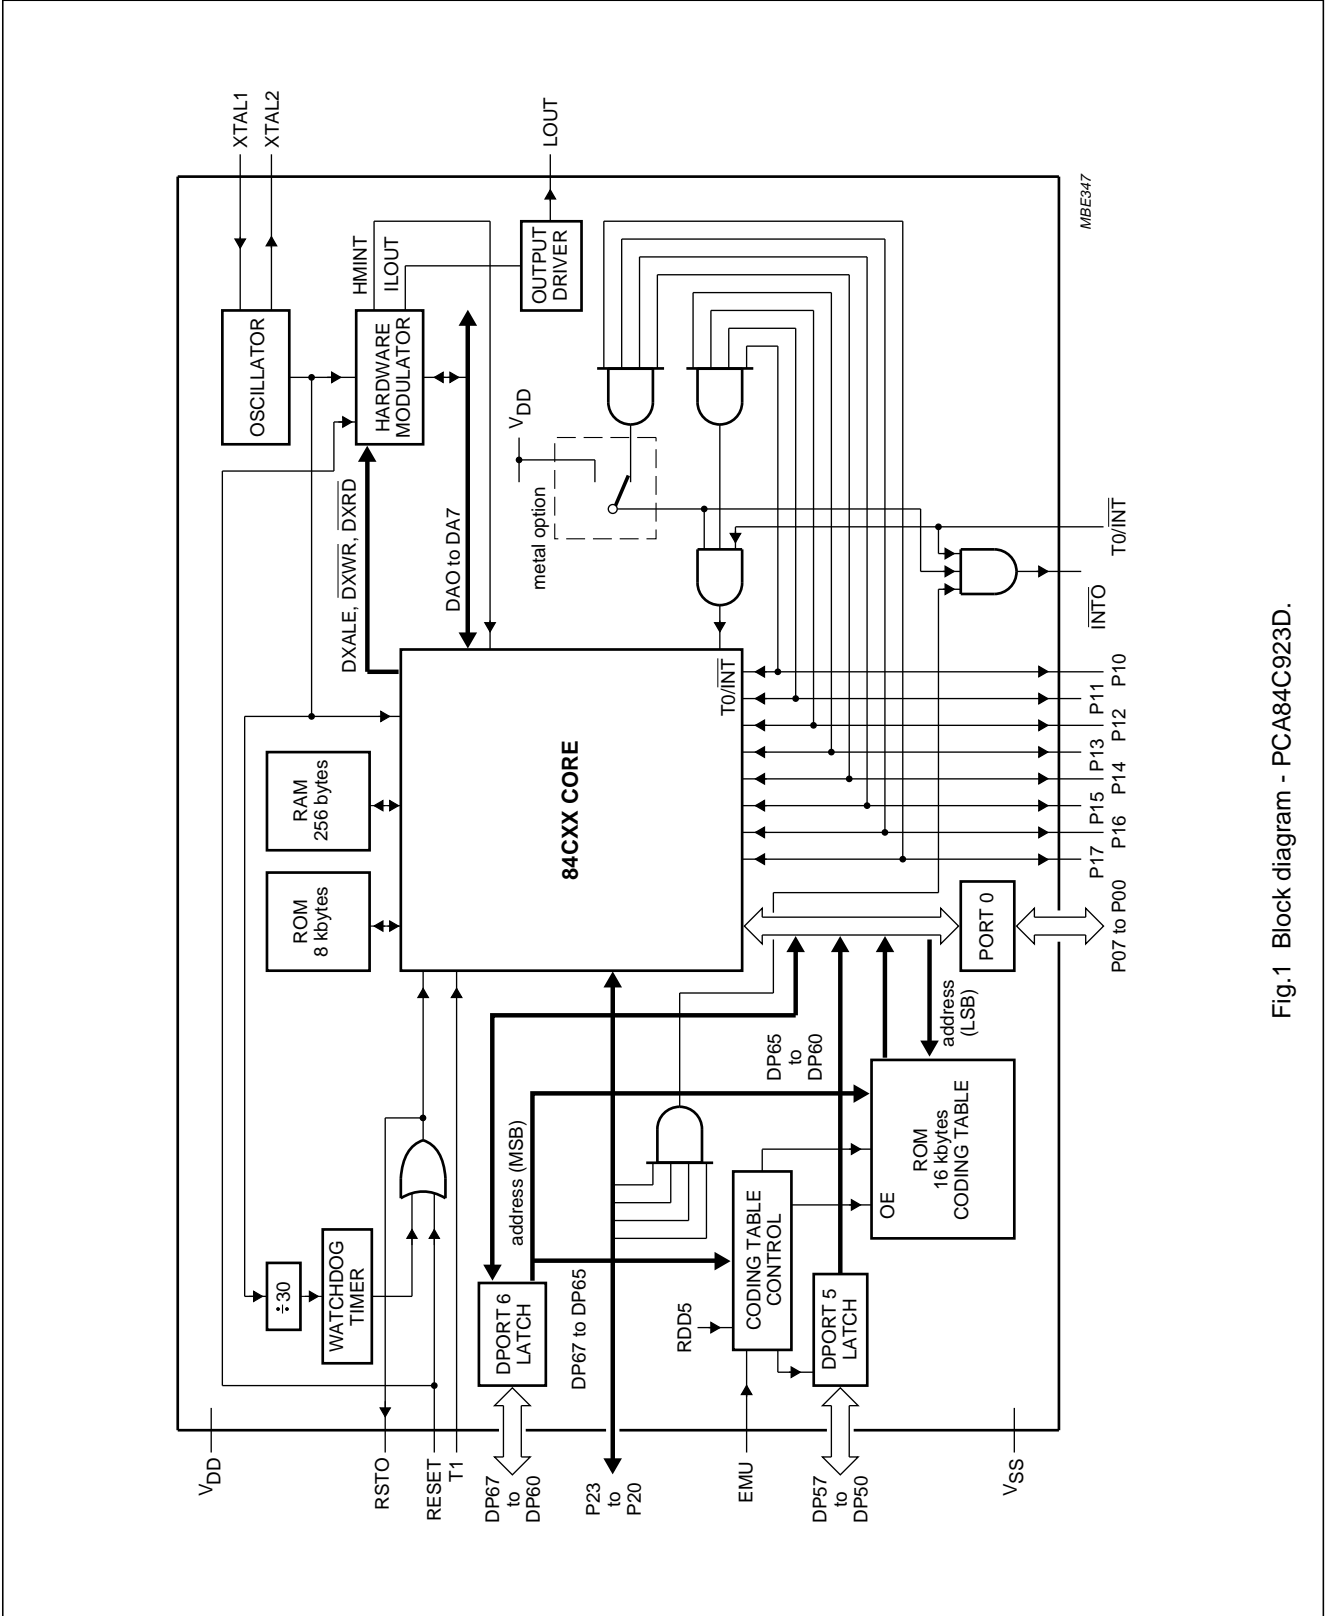 VDD
RSTO
RESET
T1
DP67
to
DP60
P23
to
P20
EMU
DP57
to
DP50
VSS
÷30
WATCHDOG
TIMER
DPORT 6
LATCH
DP67 to DP65
RDD5
CODING TABLE
CONTROL
DPORT 5
LATCH
address (MSB)
OE
ROM
16 kbytes
CODING TABLE
DP65
to
DP60
address
(LSB)
ROM
8 kbytes
RAM
256 bytes
84CXX CORE
T0/INT
PORT 0
P07 to P00
P17
P16
P15
P14
P13
P12
P11
P10
INTO
T0/INT
DXALE, DXWR, DXRD
DAO to DA7
metal option
VDD
OSCILLATOR
HARDWARE
MODULATOR
HMINT
ILOUT
OUTPUT
DRIVER
XTAL1
XTAL2
LOUT
MBE347
Fig.1 Block diagram - PCA84C923D.